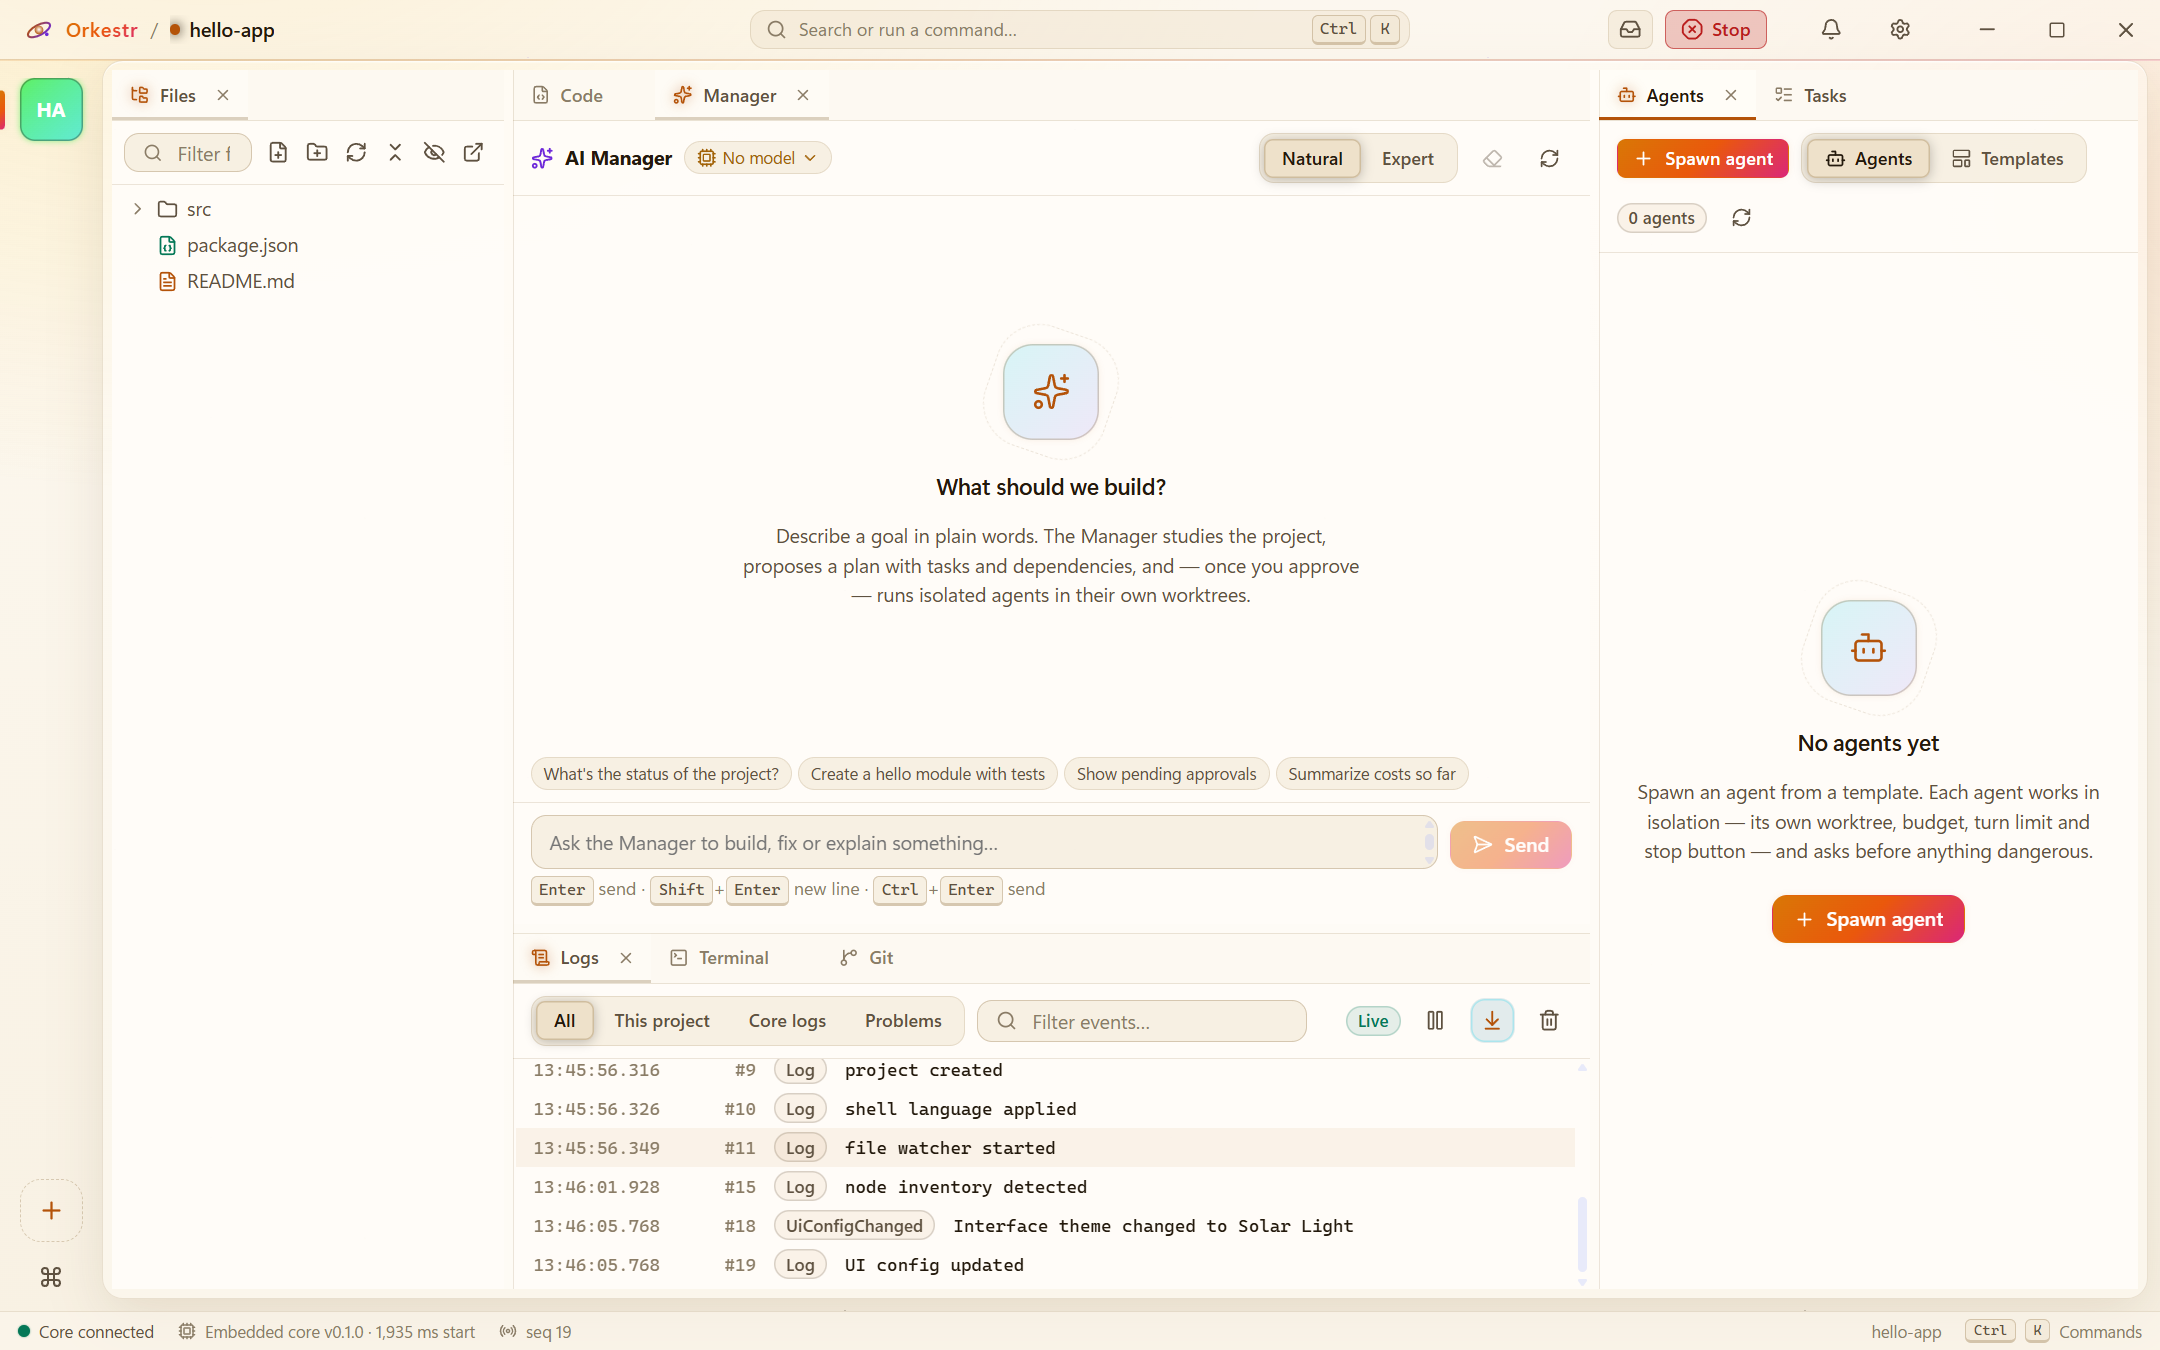 Orkestr / hello-app
Search or run a command...
Ctrl K
Stop
HA
Files
Filter f
src
package.json
README.md
Code
Manager
AI Manager
No model
Natural
Expert
What should we build?
Describe a goal in plain words. The Manager studies the project,
proposes a plan with tasks and dependencies, and — once you approve
— runs isolated agents in their own worktrees.
What's the status of the project?
Create a hello module with tests
Show pending approvals
Summarize costs so far
Ask the Manager to build, fix or explain something...
Send
Enter send · Shift + Enter new line · Ctrl + Enter send
Logs
Terminal
Git
All
This project
Core logs
Problems
Filter events...
Live
13:45:56.316 #9 Log project created
13:45:56.326 #10 Log shell language applied
13:45:56.349 #11 Log file watcher started
13:46:01.928 #15 Log node inventory detected
13:46:05.768 #18 UiConfigChanged Interface theme changed to Solar Light
13:46:05.768 #19 Log UI config updated
Agents
Tasks
Spawn agent
Agents
Templates
0 agents
No agents yet
Spawn an agent from a template. Each agent works in
isolation — its own worktree, budget, turn limit and
stop button — and asks before anything dangerous.
Spawn agent
Core connected
Embedded core v0.1.0 · 1,935 ms start
seq 19
hello-app
Ctrl K Commands